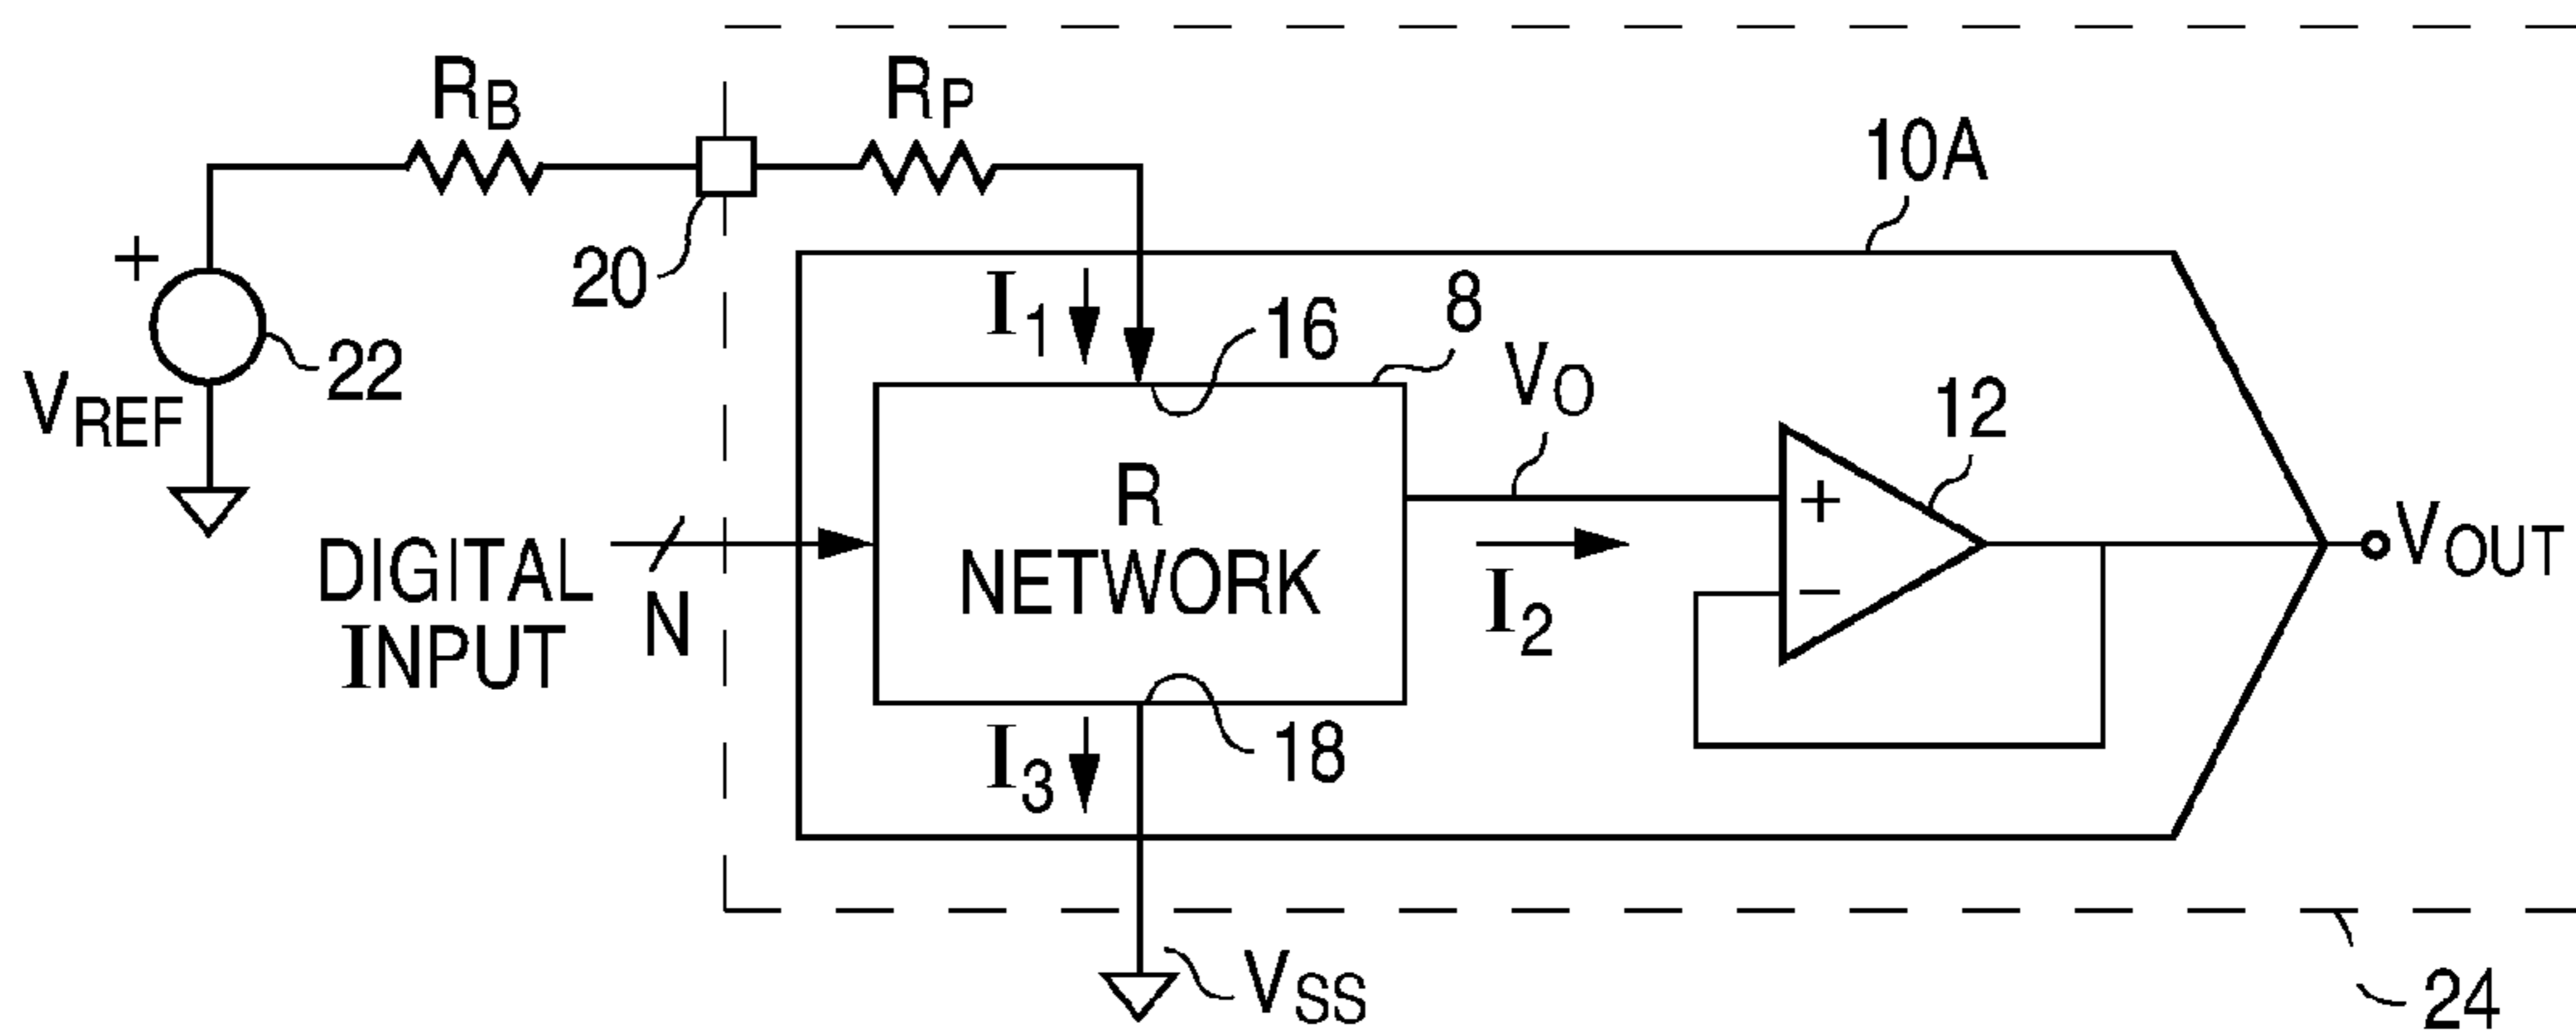 R_B
R_P
10A
20
I_1
16
8
+
22
V_REF
V_O
12
R
NETWORK
+
−
V_OUT
DIGITAL
INPUT
N
I_2
I_3
18
V_SS
24